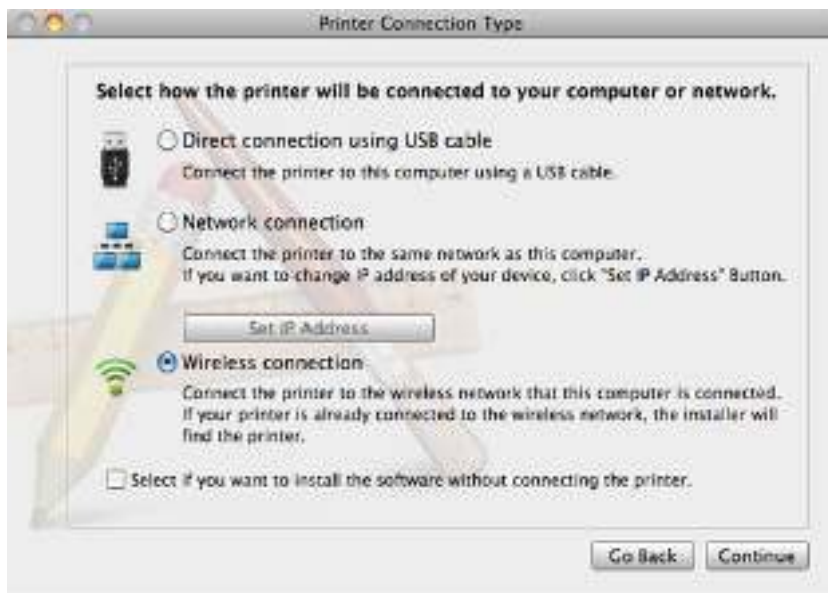 Printer Connection Type
Select how the printer will be connected to your computer or network.
Direct connection using USB cable
Connect the printer to this computer using a USB cable.
Network connection
Connect the printer to the same network as this computer.
If you want to change IP address of your device, click "Set IP Address" Button.
Set IP Address
Wireless connection
Connect the printer to the wireless network that this computer is connected.
If your printer is already connected to the wireless network, the installer will
find the printer.
Select if you want to install the software without connecting the printer.
Go Back
Continue